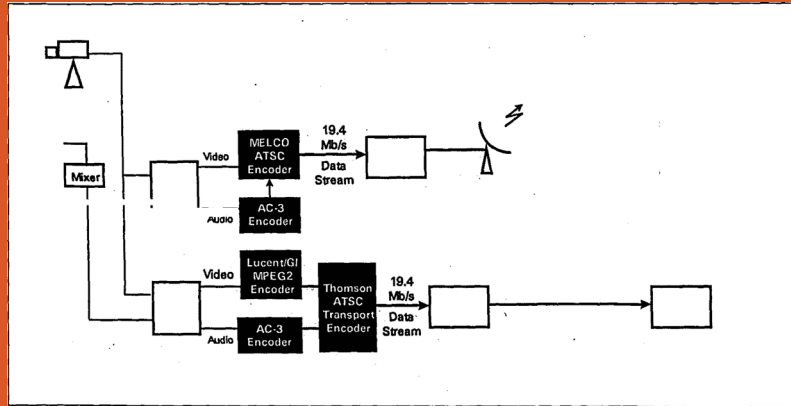 Mixer
Video
MELCO
ATSC
Encoder
19.4
Mb/s
Data
Stream
Audio
AC-3
Encoder
Video
Lucent/GI
MPEG2
Encoder
Thomson
ATSC
Transport
Encoder
19.4
Mb/s
Data
Stream
Audio
AC-3
Encoder